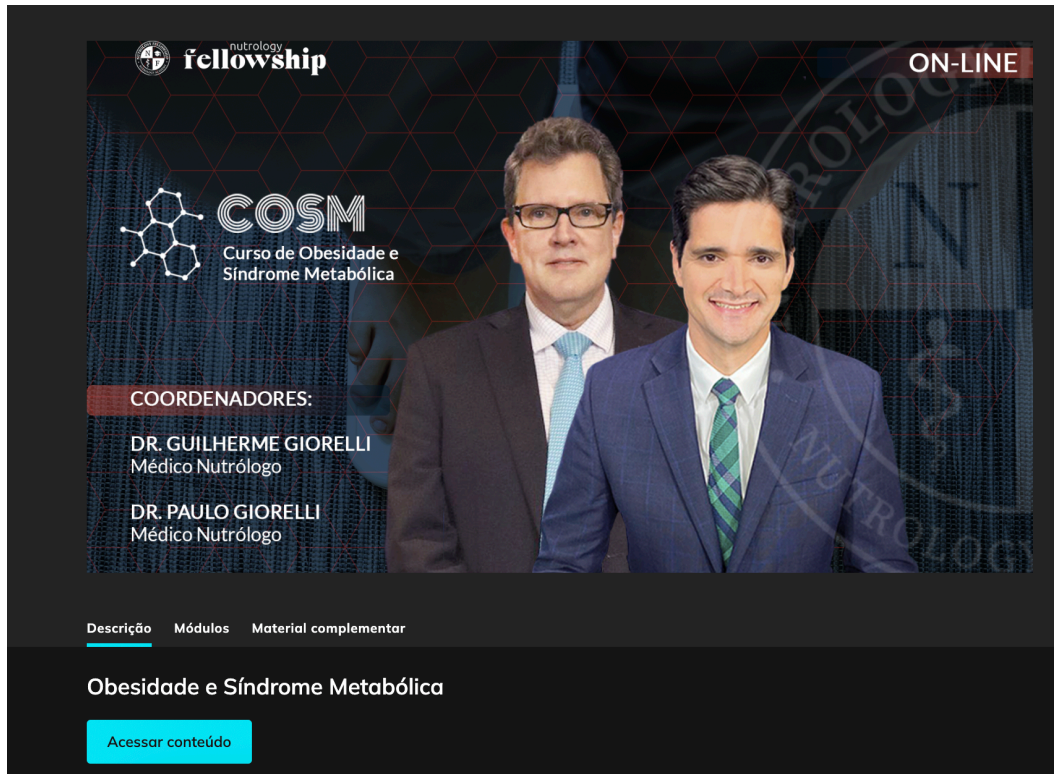 nutrology
fellowship
ON-LINE
COSM
Curso de Obesidade e
Síndrome Metabólica
COORDENADORES:
DR. GUILHERME GIORELLI
Médico Nutrólogo
DR. PAULO GIORELLI
Médico Nutrólogo
Descrição Módulos Material complementar
Obesidade e Síndrome Metabólica
Acessar conteúdo